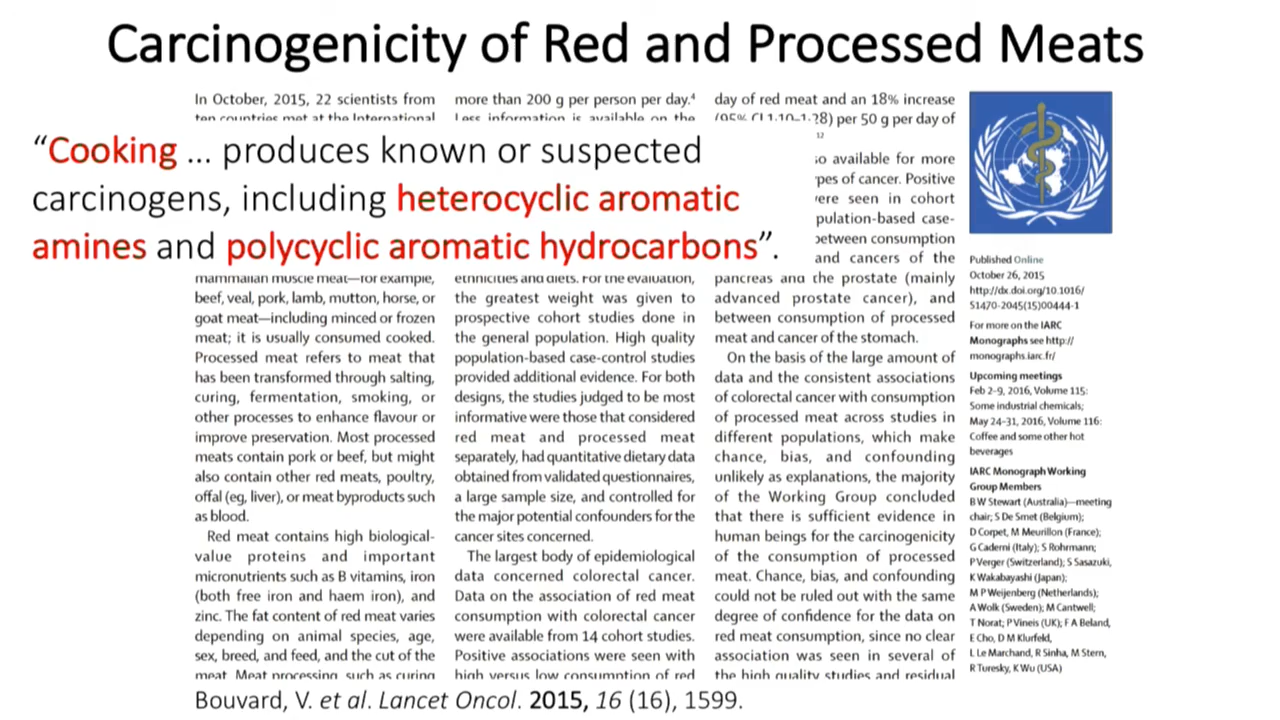 Carcinogenicity of Red and Processed Meats
In October, 2015, 22 scientists from
ten countries met at the International
“Cooking ... produces known or suspected
carcinogens, including heterocyclic aromatic
amines and polycyclic aromatic hydrocarbons”.
mammalian muscle meat—for example,
beef, veal, pork, lamb, mutton, horse, or
goat meat—including minced or frozen
meat; it is usually consumed cooked.
Processed meat refers to meat that
has been transformed through salting,
curing, fermentation, smoking, or
other processes to enhance flavour or
improve preservation. Most processed
meats contain pork or beef, but might
also contain other red meats, poultry,
offal (eg, liver), or meat byproducts such
as blood.
Red meat contains high biological-
value proteins and important
micronutrients such as B vitamins, iron
(both free iron and haem iron), and
zinc. The fat content of red meat varies
depending on animal species, age,
sex, breed, and feed, and the cut of the
meat. Meat processing, such as curing
more than 200 g per person per day.⁴
Less information is available on the
ethnicities and diets. For the evaluation,
the greatest weight was given to
prospective cohort studies done in
the general population. High quality
population-based case-control studies
provided additional evidence. For both
designs, the studies judged to be most
informative were those that considered
red meat and processed meat
separately, had quantitative dietary data
obtained from validated questionnaires,
a large sample size, and controlled for
the major potential confounders for the
cancer sites concerned.
The largest body of epidemiological
data concerned colorectal cancer.
Data on the association of red meat
consumption with colorectal cancer
were available from 14 cohort studies.
Positive associations were seen with
high versus low consumption of red
day of red meat and an 18% increase
(95% CI 1.10–1.28) per 50 g per day of
12
so available for more
pes of cancer. Positive
ere seen in cohort
pulation-based case-
between consumption
and cancers of the
pancreas and the prostate (mainly
advanced prostate cancer), and
between consumption of processed
meat and cancer of the stomach.
On the basis of the large amount of
data and the consistent associations
of colorectal cancer with consumption
of processed meat across studies in
different populations, which make
chance, bias, and confounding
unlikely as explanations, the majority
of the Working Group concluded
that there is sufficient evidence in
human beings for the carcinogenicity
of the consumption of processed
meat. Chance, bias, and confounding
could not be ruled out with the same
degree of confidence for the data on
red meat consumption, since no clear
association was seen in several of
the high quality studies and residual
Published Online
October 26, 2015
http://dx.doi.org/10.1016/
S1470-2045(15)00444-1
For more on the IARC
Monographs see http://
monographs.iarc.fr/
Upcoming meetings
Feb 2–9, 2016, Volume 115:
Some industrial chemicals;
May 24–31, 2016, Volume 116:
Coffee and some other hot
beverages
IARC Monograph Working
Group Members
B W Stewart (Australia)—meeting
chair; S De Smet (Belgium);
D Corpet, M Meurillon (France);
G Caderni (Italy); S Rohrmann;
P Verger (Switzerland); S Sasazuki,
K Wakabayashi (Japan);
M P Weijenberg (Netherlands);
A Wolk (Sweden); M Cantwell;
T Norat; P Vineis (UK); F A Beland,
E Cho, D M Klurfeld,
L Le Marchand, R Sinha, M Stern,
R Turesky, K Wu (USA)
Bouvard, V. et al. Lancet Oncol. 2015, 16 (16), 1599.